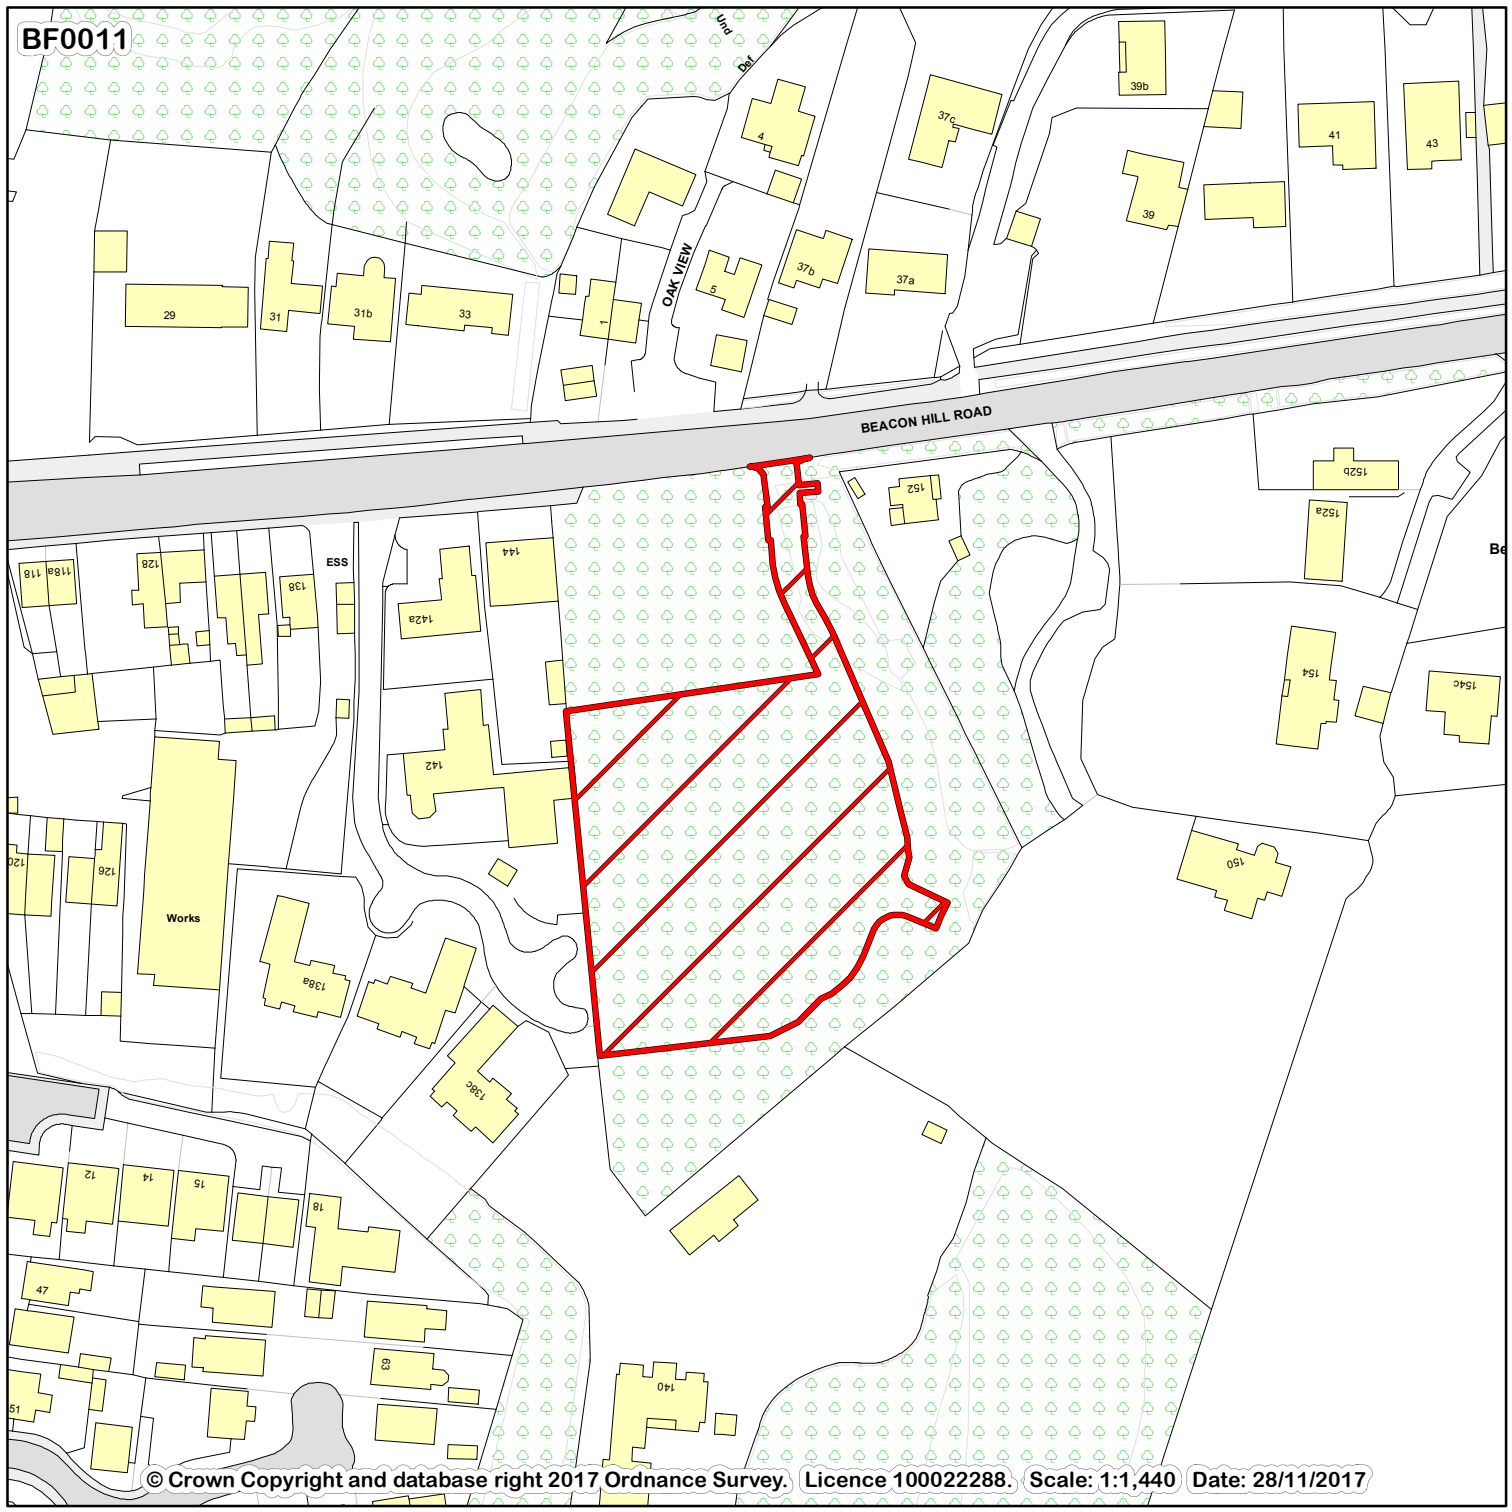 BF0011
Und
Def
39b
4
37c
41
43
39
OAK VIEW
37b
5
37a
29
31
31b
33
1
BEACON HILL ROAD
152b
152
152a
ESS
144
118
118a
128
138
142a
Be
154
154c
142
150
120
126
Works
138a
138c
12
14
15
18
47
63
140
51
© Crown Copyright and database right 2017 Ordnance Survey. Licence 100022288. Scale: 1:1,440 Date: 28/11/2017